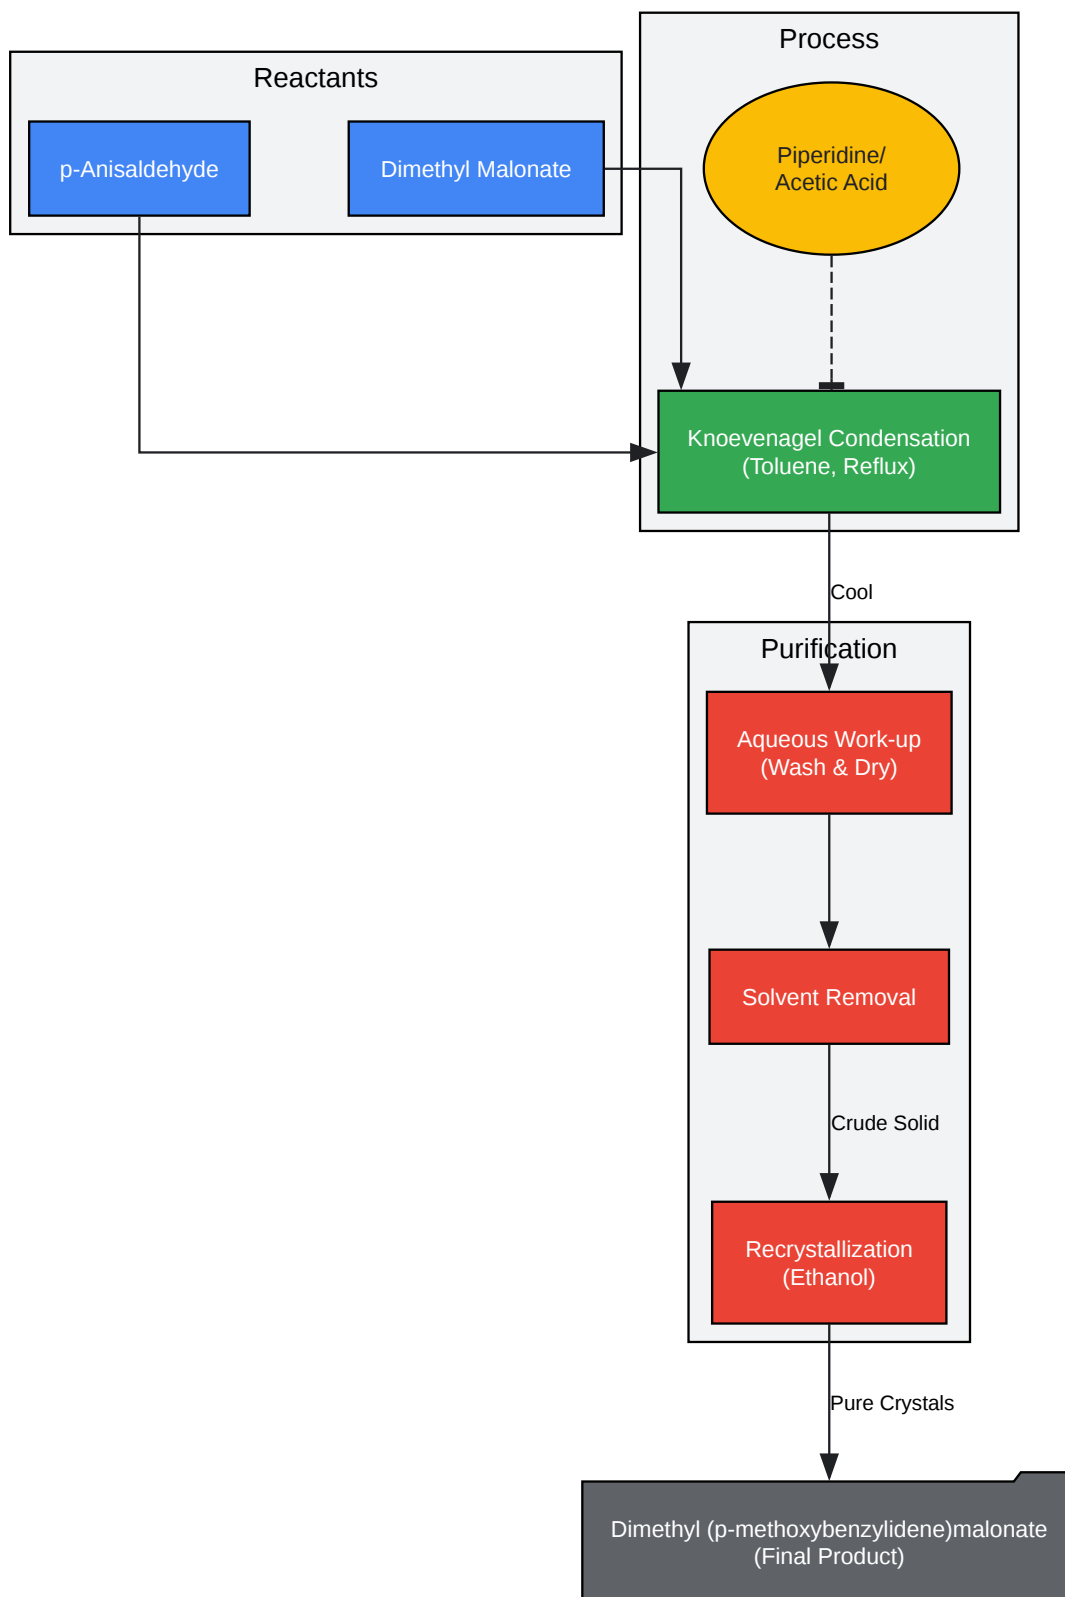 Process
Reactants
p-Anisaldehyde
Dimethyl Malonate
Piperidine/
Acetic Acid
Knoevenagel Condensation
(Toluene, Reflux)
Cool
Purification
Aqueous Work-up
(Wash & Dry)
Solvent Removal
Crude Solid
Recrystallization
(Ethanol)
Pure Crystals
Dimethyl (p-methoxybenzylidene)malonate
(Final Product)